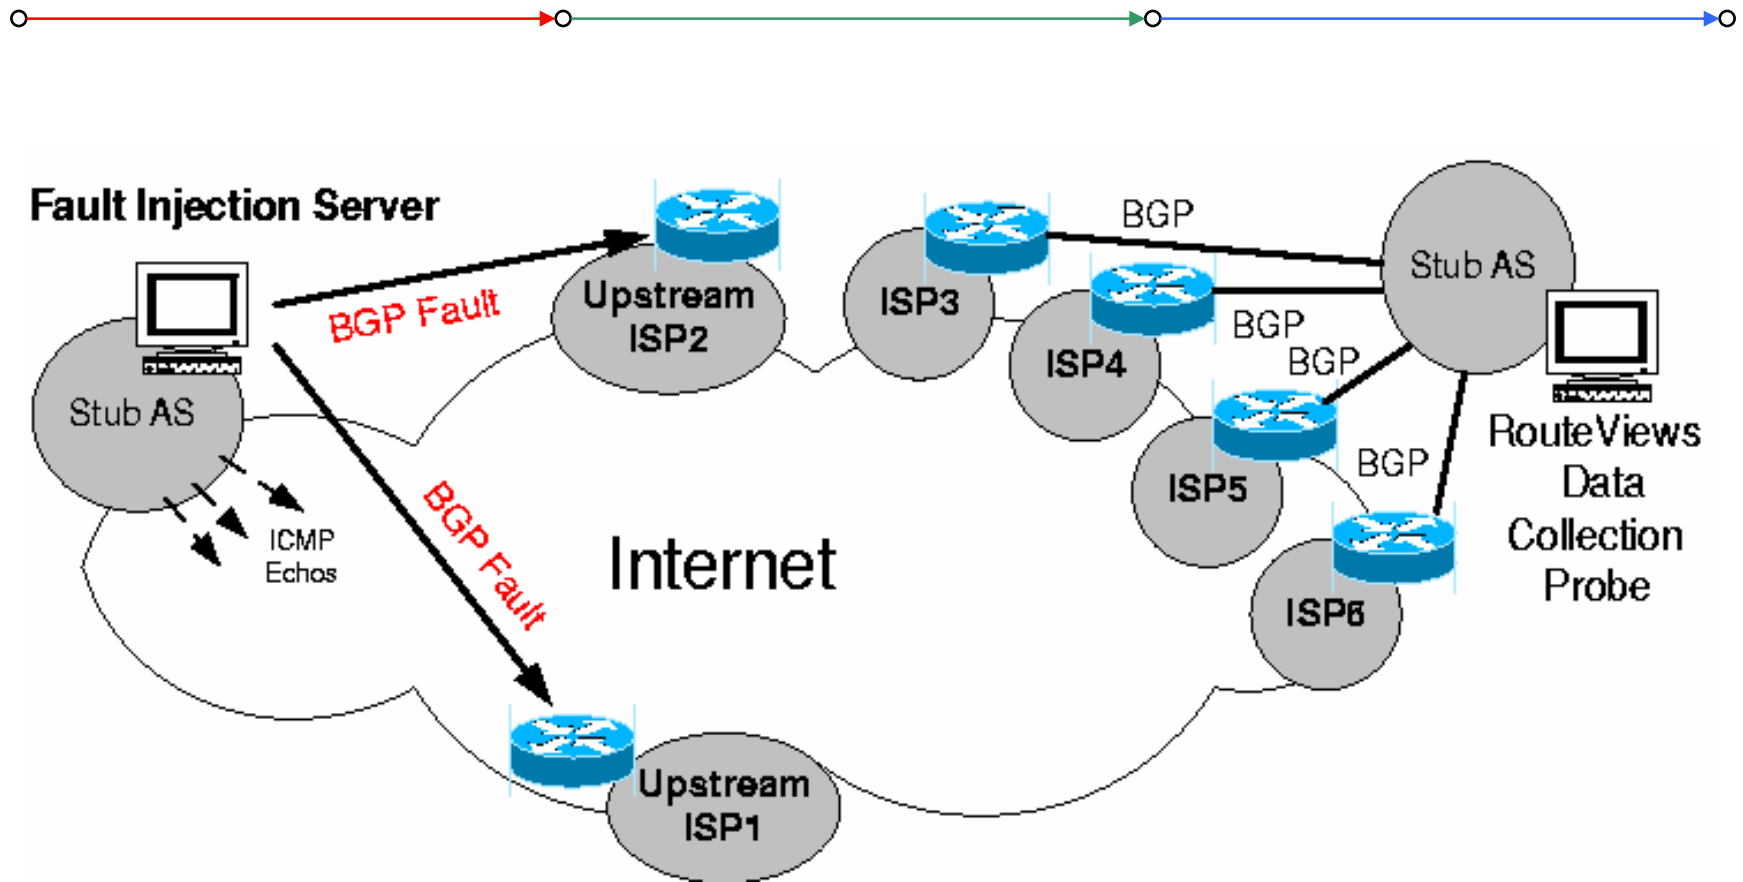 Fault Injection Server
BGP Fault
Upstream
ISP2
Stub AS
ICMP
Echos
BGP Fault
Internet
Upstream
ISP1
ISP3
BGP
ISP4
BGP
BGP
ISP5
BGP
ISP6
Stub AS
RouteViews
Data
Collection
Probe